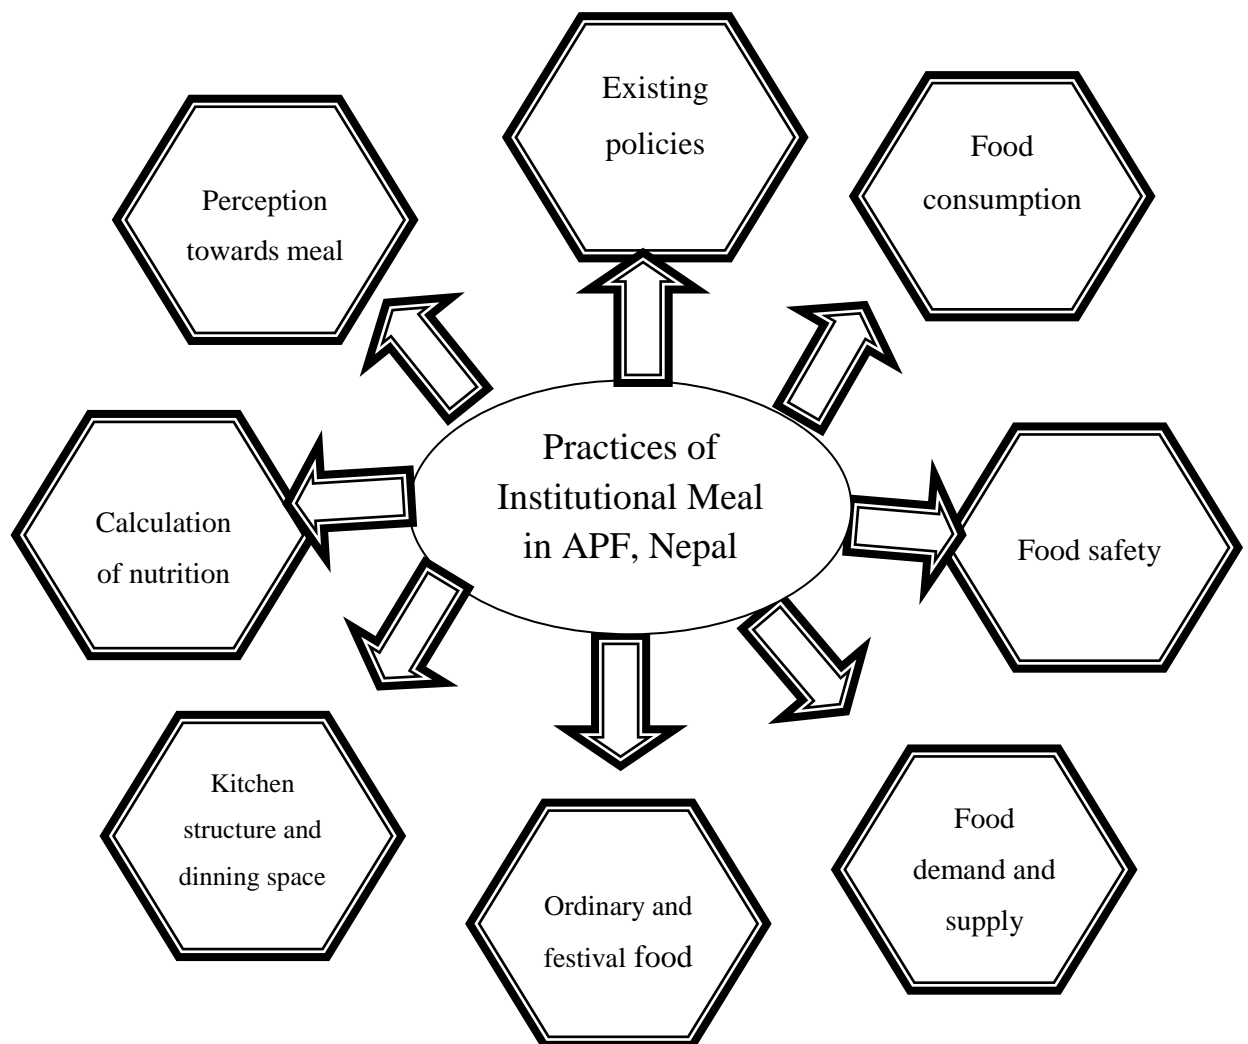 Existing
policies
Food
consumption
Perception
towards meal
Practices of
Institutional Meal
in APF, Nepal
Calculation
of nutrition
Food safety
Kitchen
structure and
dinning space
Food
demand and
supply
Ordinary and
festival food